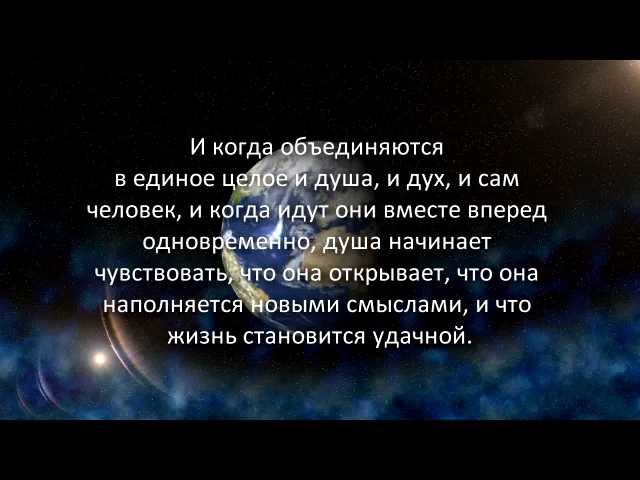 И когда объединяются
в единое целое и душа, и дух, и сам
человек, и когда идут они вместе вперед
одновременно, душа начинает
чувствовать, что она открывает, что она
наполняется новыми смыслами, и что
жизнь становится удачной.